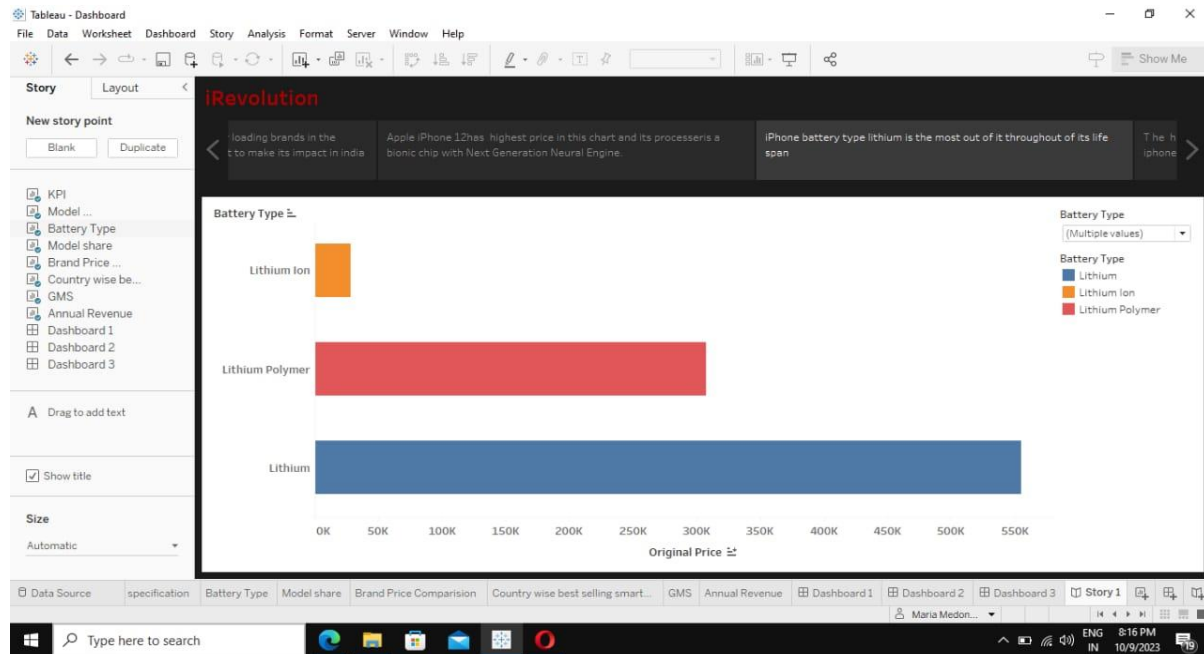 Tableau - Dashboard
File Data Worksheet Dashboard Story Analysis Format Server Window Help
Show Me
Story Layout
New story point
Blank Duplicate
KPI
Model ...
Battery Type
Model share
Brand Price ...
Country wise be...
GMS
Annual Revenue
Dashboard 1
Dashboard 2
Dashboard 3
A Drag to add text
Show title
Size
Automatic
iRevolution
loading brands in the
t to make its impact in india
Apple iPhone 12has highest price in this chart and its processeris a
bionic chip with Next Generation Neural Engine.
iPhone battery type lithium is the most out of it throughout of its life
span
T he h
iphone
Battery Type
Lithium Ion
Lithium Polymer
Lithium
0K 50K 100K 150K 200K 250K 300K 350K 400K 450K 500K 550K
Original Price
Battery Type
(Multiple values)
Battery Type
Lithium
Lithium Ion
Lithium Polymer
Data Source specification Battery Type Model share Brand Price Comparision Country wise best selling smart... GMS Annual Revenue Dashboard 1 Dashboard 2 Dashboard 3 Story 1
Maria Medon...
Type here to search
ENG 8:16 PM
IN 10/9/2023
19